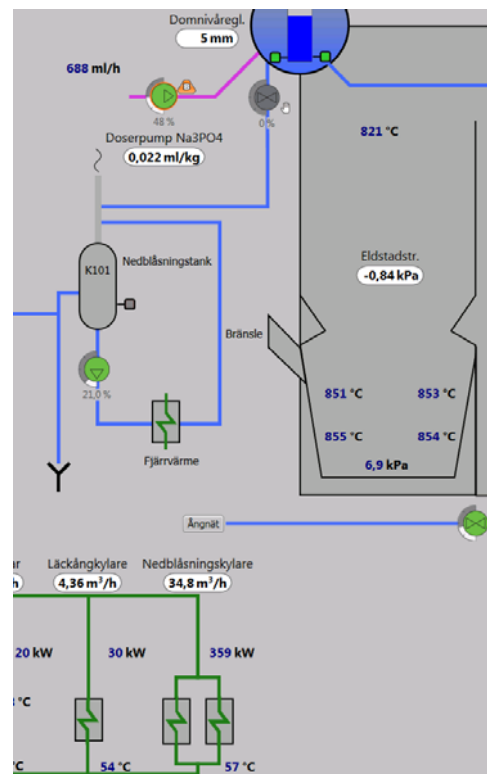 Domnivåregl.
5 mm
688 ml/h
48 %
0 %
Doserpump Na3PO4
0,022 ml/kg
821 °C
K101
Nedblåsningstank
Eldstadstr.
-0,84 kPa
Bränsle
21,0 %
851 °C
853 °C
855 °C
854 °C
Fjärrvärme
6,9 kPa
Ångnät
ar
Läckångkylare
Nedblåsningskylare
h
4,36 m³/h
34,8 m³/h
20 kW
30 kW
359 kW
°C
°C
54 °C
57 °C